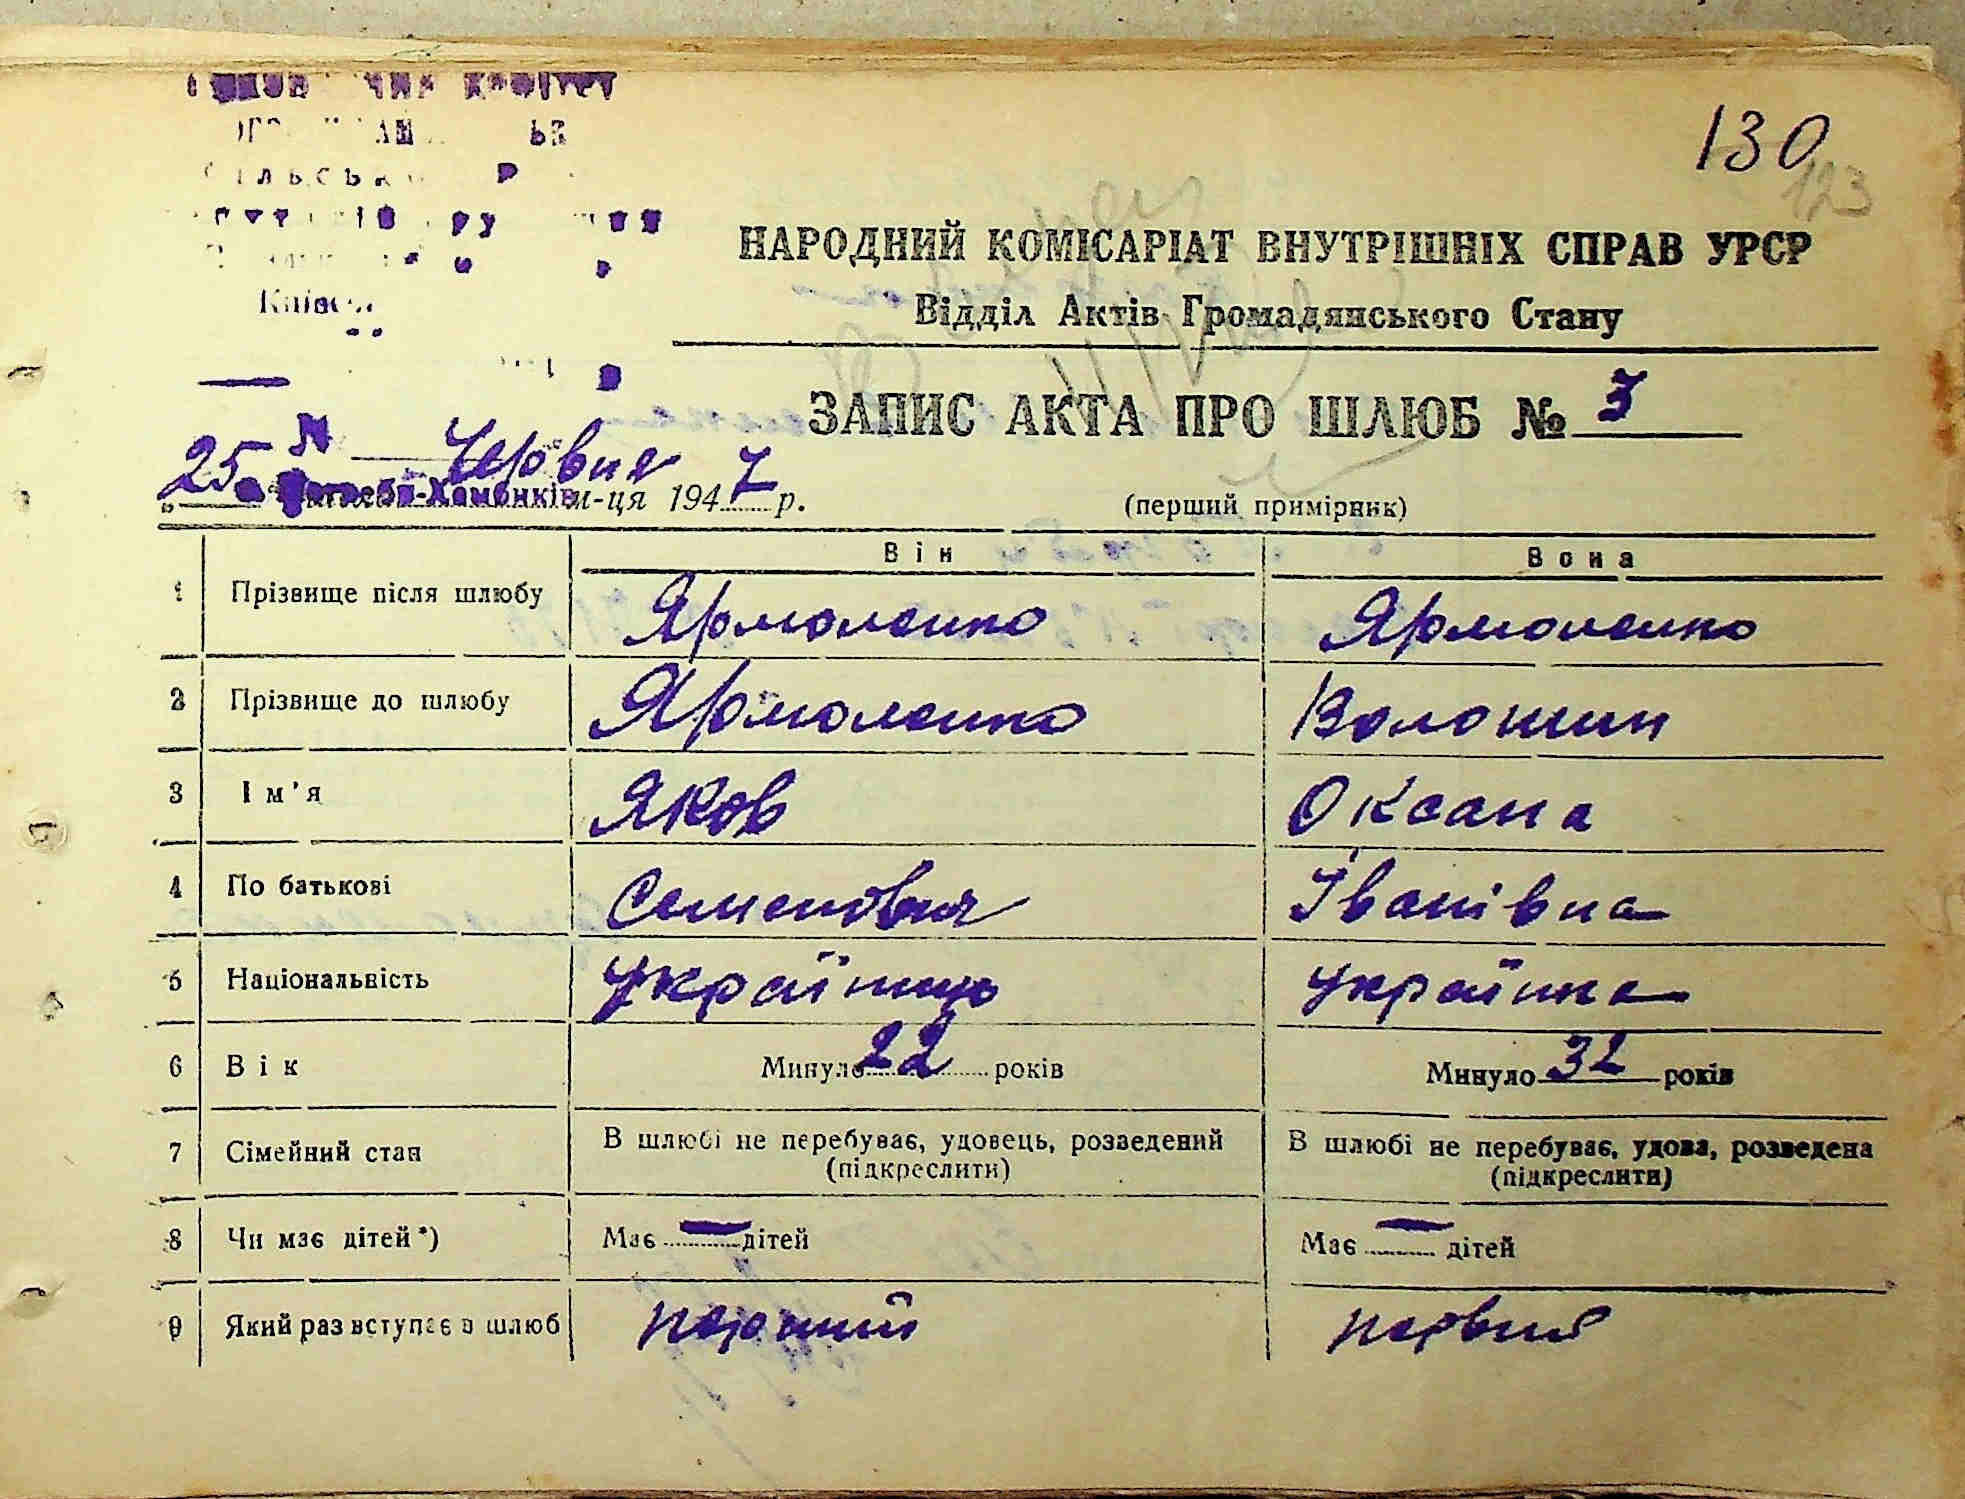 130
123
Київсь
НАРОДНИЙ КОМІСАРІАТ ВНУТРІШНІХ СПРАВ УРСР
Відділ Актів Громадянського Стану
ЗАПИС АКТА ПРО ШЛЮБ № 3
25 Червня м-ця 1947 р.
(перший примірник)
Він Вона
1 Прізвище після шлюбу Ярмоленко Ярмоленко
2 Прізвище до шлюбу Ярмоленко Волошин
3 Ім'я Яков Оксана
4 По батькові Семенович Іванівна
5 Національність українець українка
6 Вік Минуло 22 років Минуло 32 років
7 Сімейний стан В шлюбі не перебуває, удовець, розведений В шлюбі не перебуває, удова, розведена
(підкреслити) (підкреслити)
8 Чи має дітей*) Має — дітей Має — дітей
9 Який раз вступає в шлюб перший первий